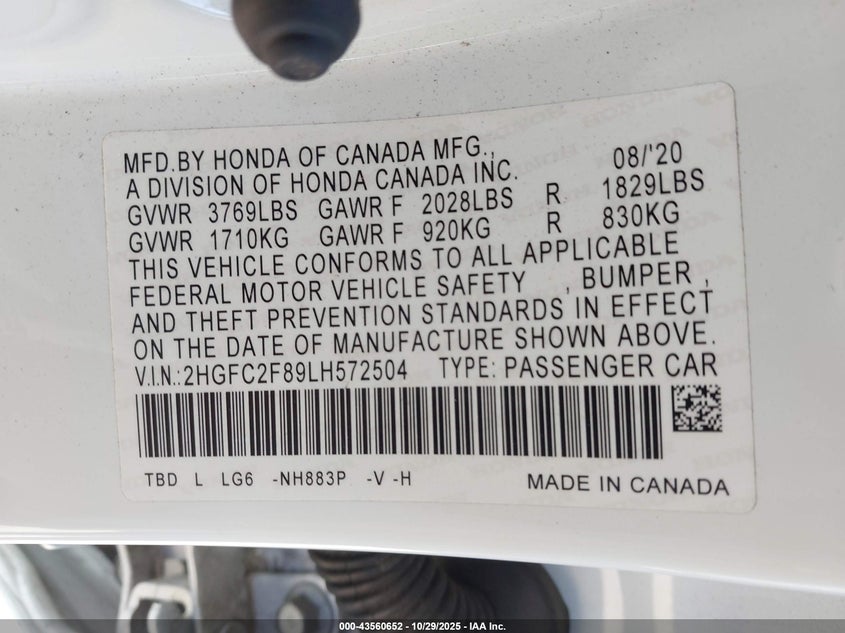 MFD.BY HONDA OF CANADA MFG., 08/'20
A DIVISION OF HONDA CANADA INC.
GVWR 3769LBS GAWR F 2028LBS R 1829LBS
GVWR 1710KG GAWR F 920KG R 830KG
THIS VEHICLE CONFORMS TO ALL APPLICABLE
FEDERAL MOTOR VEHICLE SAFETY , BUMPER ,
AND THEFT PREVENTION STANDARDS IN EFFECT
ON THE DATE OF MANUFACTURE SHOWN ABOVE.
V.I.N.:2HGFC2F89LH572504 TYPE: PASSENGER CAR
TBD L LG6 -NH883P -V -H MADE IN CANADA
000-43560652 / 10/29/2025 - IAA Inc.